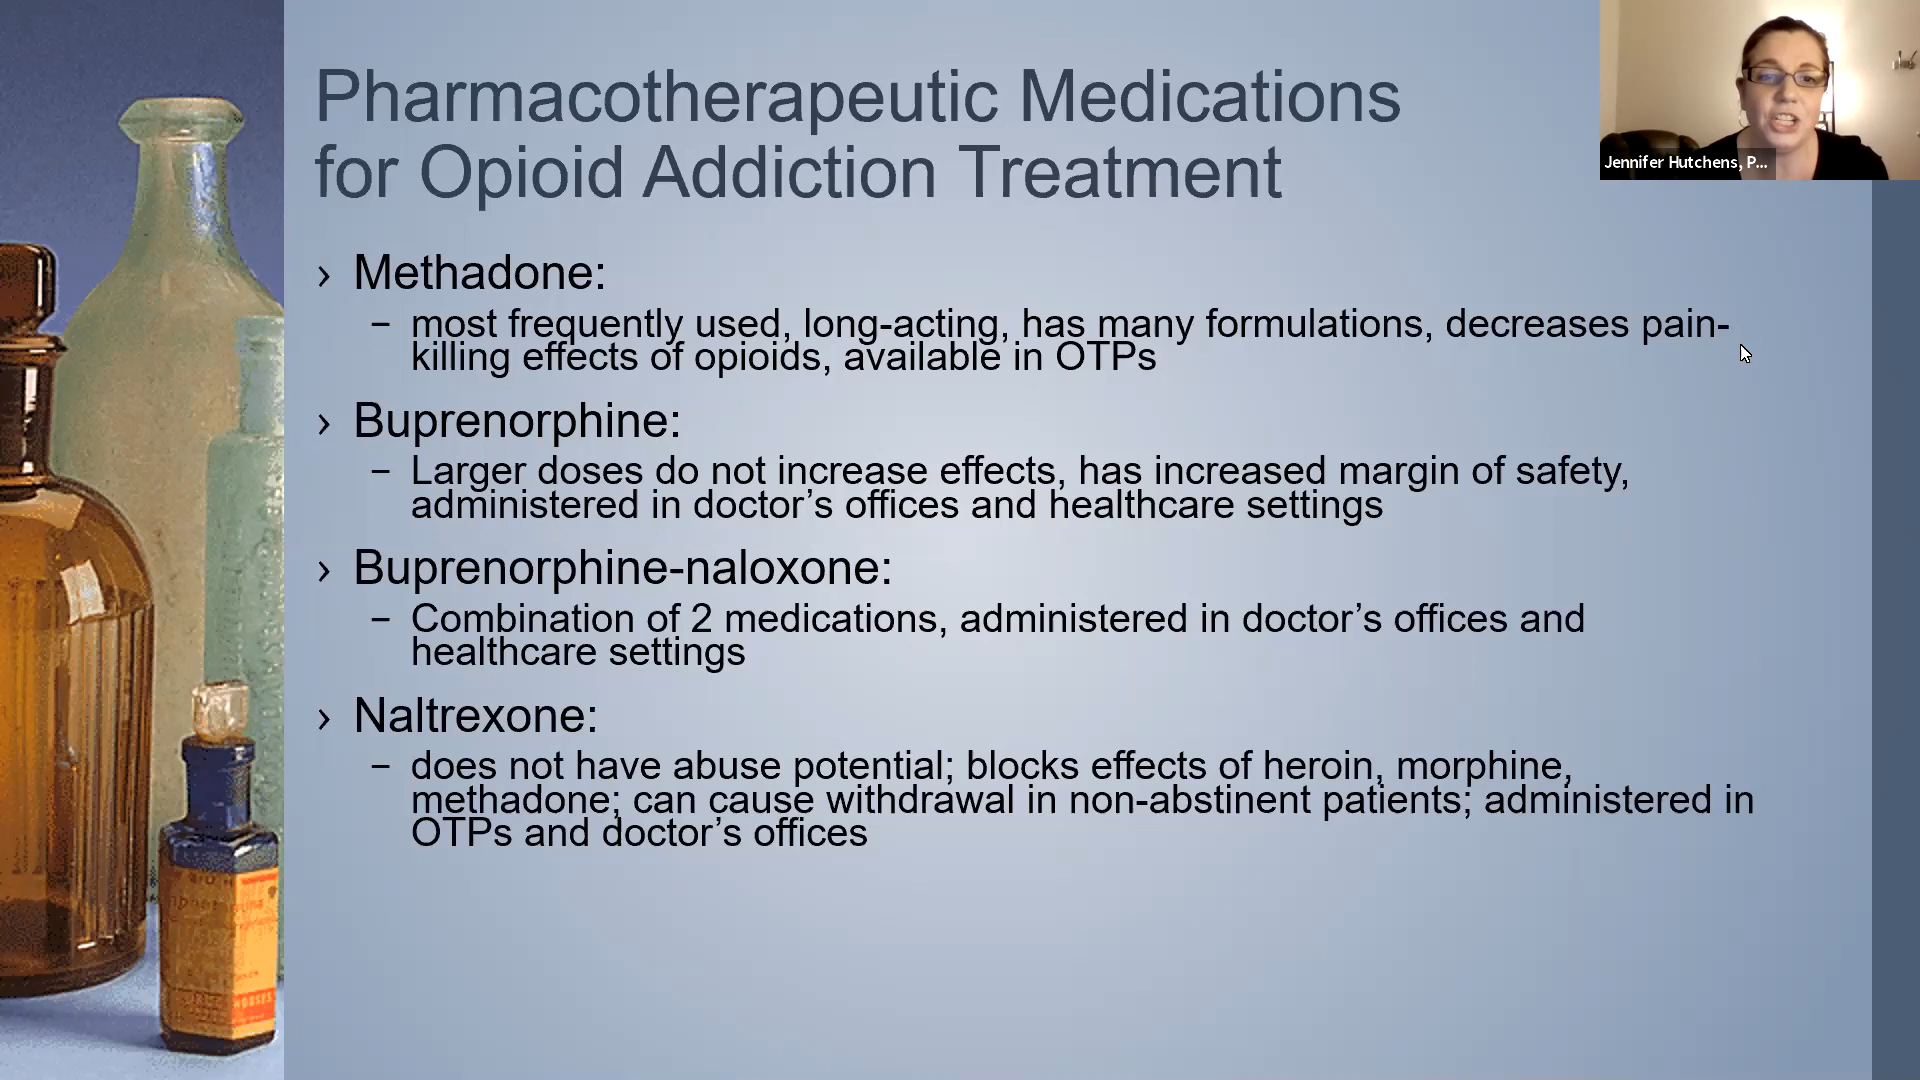 Pharmacotherapeutic Medications
for Opioid Addiction Treatment
Jennifer Hutchens, P...
› Methadone:
– most frequently used, long-acting, has many formulations, decreases pain-
killing effects of opioids, available in OTPs
› Buprenorphine:
– Larger doses do not increase effects, has increased margin of safety,
administered in doctor’s offices and healthcare settings
› Buprenorphine-naloxone:
– Combination of 2 medications, administered in doctor’s offices and
healthcare settings
› Naltrexone:
– does not have abuse potential; blocks effects of heroin, morphine,
methadone; can cause withdrawal in non-abstinent patients; administered in
OTPs and doctor’s offices